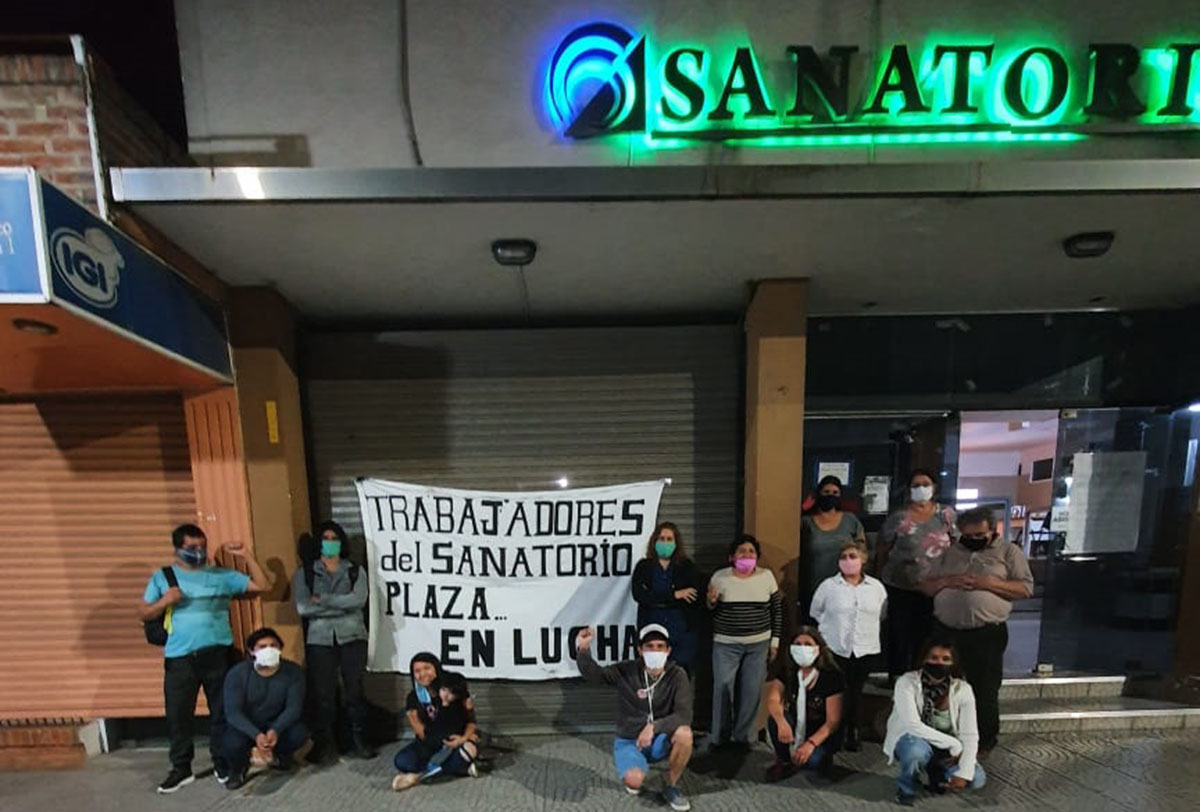 SANATORI
IGI
TRABAJADORES
del SANATORIO
PLAZA...
EN LUCHA